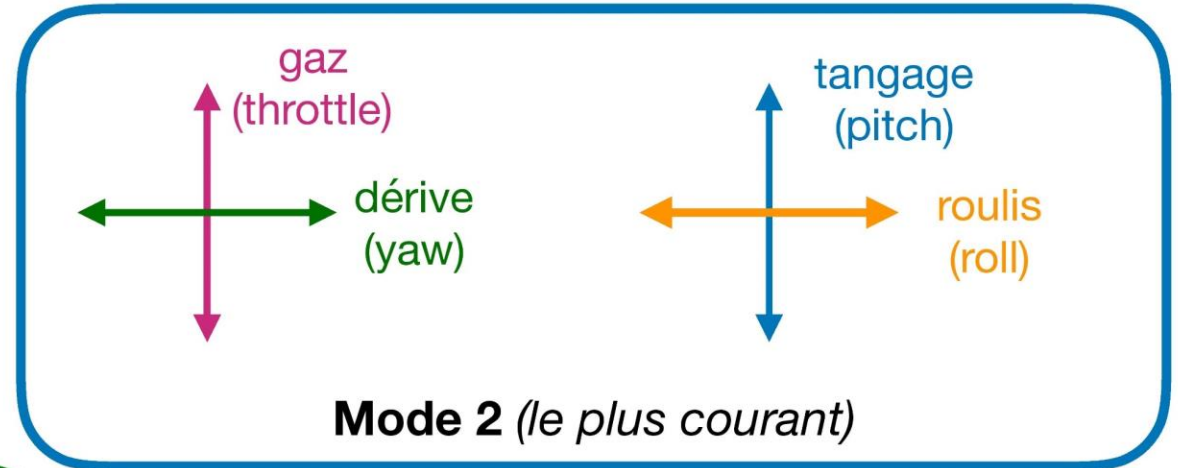 gaz
(throttle)
dérive
(yaw)
tangage
(pitch)
roulis
(roll)
Mode 2 (le plus courant)